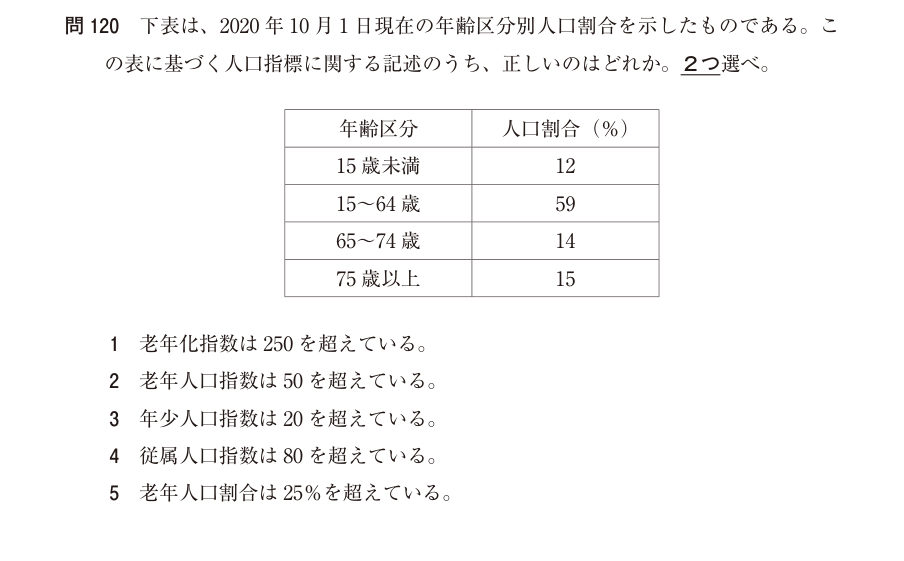 問 120　下表は、2020 年 10 月 1 日現在の年齢区分別人口割合を示したものである。こ
の表に基づく人口指標に関する記述のうち、正しいのはどれか。2つ選べ。
年齢区分　人口割合（％）
15 歳未満　12
15～64 歳　59
65～74 歳　14
75 歳以上　15
1　老年化指数は 250 を超えている。
2　老年人口指数は 50 を超えている。
3　年少人口指数は 20 を超えている。
4　従属人口指数は 80 を超えている。
5　老年人口割合は 25％を超えている。